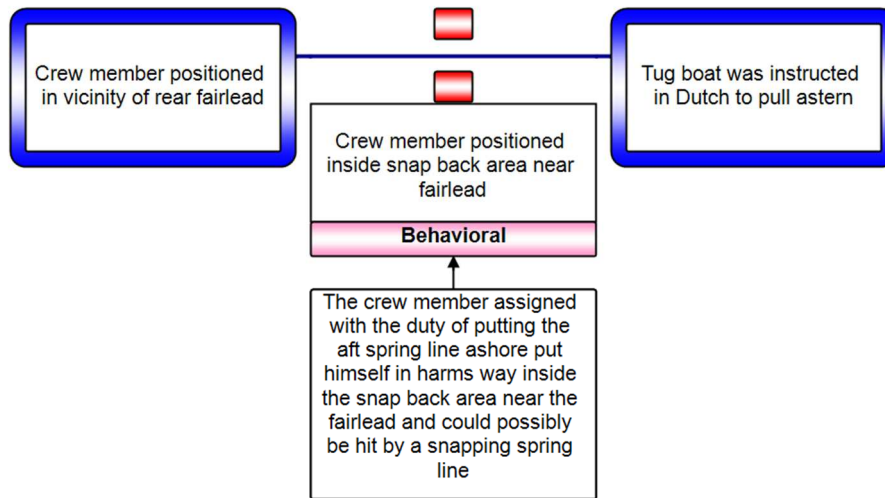 Crew member positioned
in vicinity of rear fairlead
Tug boat was instructed
in Dutch to pull astern
Crew member positioned
inside snap back area near
fairlead
Behavioral
The crew member assigned
with the duty of putting the
aft spring line ashore put
himself in harms way inside
the snap back area near the
fairlead and could possibly
be hit by a snapping spring
line